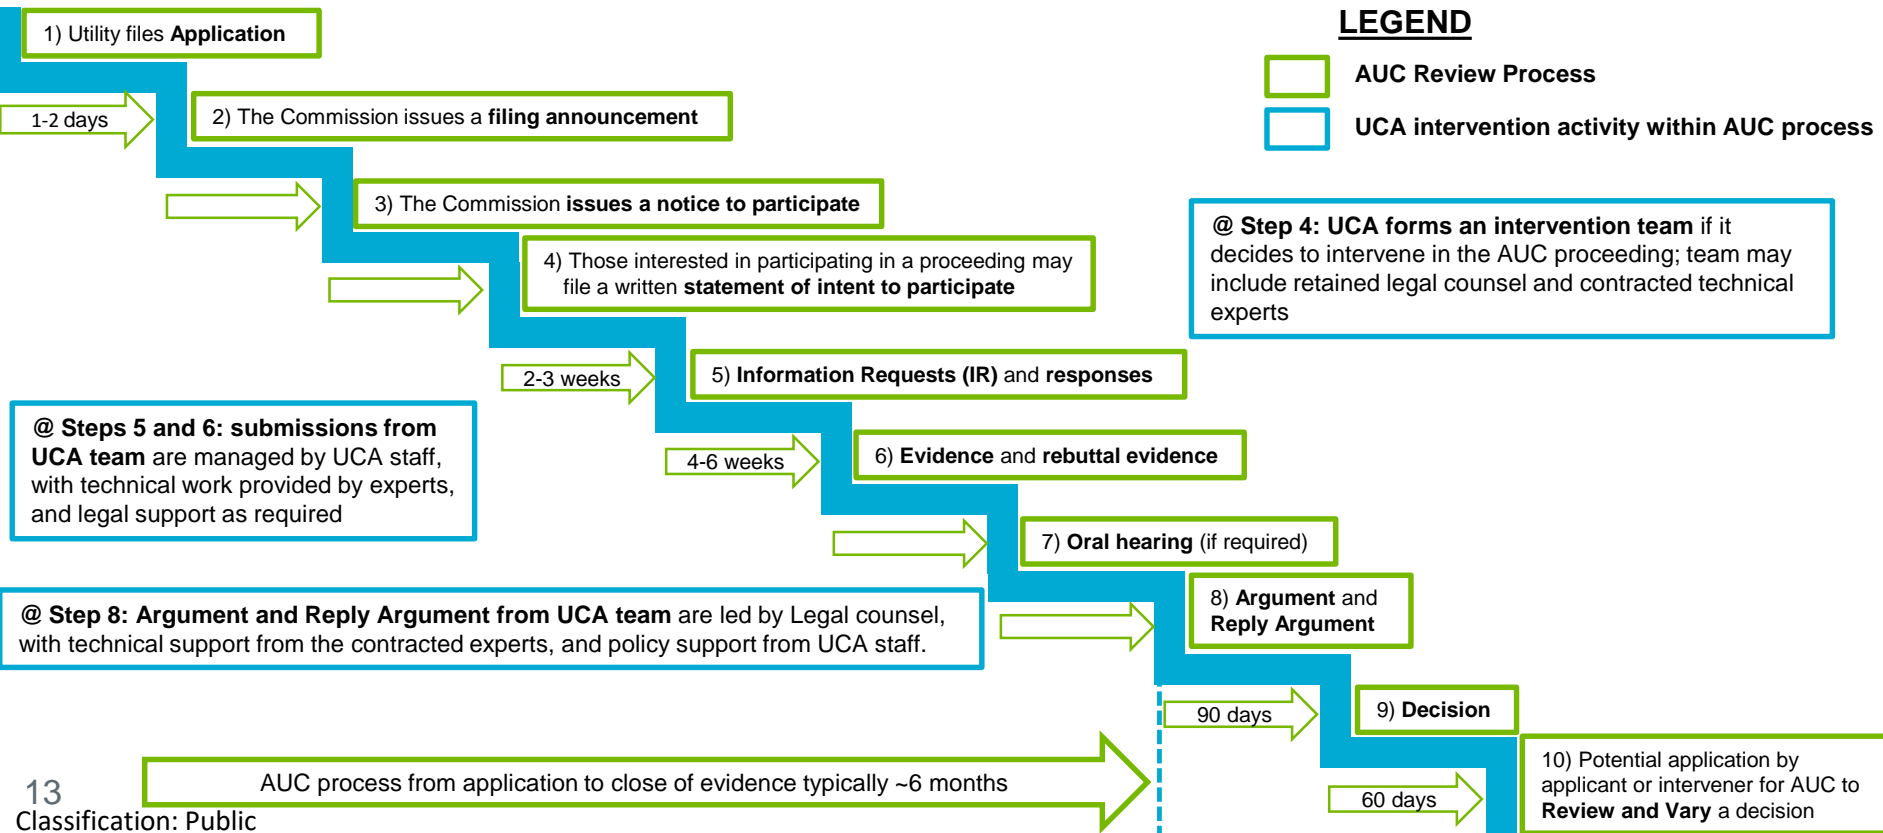 1) Utility files Application
LEGEND
AUC Review Process
UCA intervention activity within AUC process
1-2 days
2) The Commission issues a filing announcement
3) The Commission issues a notice to participate
4) Those interested in participating in a proceeding may
file a written statement of intent to participate
@ Step 4: UCA forms an intervention team if it
decides to intervene in the AUC proceeding; team may
include retained legal counsel and contracted technical
experts
2-3 weeks
5) Information Requests (IR) and responses
@ Steps 5 and 6: submissions from
UCA team are managed by UCA staff,
with technical work provided by experts,
and legal support as required
4-6 weeks
6) Evidence and rebuttal evidence
7) Oral hearing (if required)
@ Step 8: Argument and Reply Argument from UCA team are led by Legal counsel,
with technical support from the contracted experts, and policy support from UCA staff.
8) Argument and
Reply Argument
90 days
9) Decision
AUC process from application to close of evidence typically ~6 months
60 days
10) Potential application by
applicant or intervener for AUC to
Review and Vary a decision
13
Classification: Public